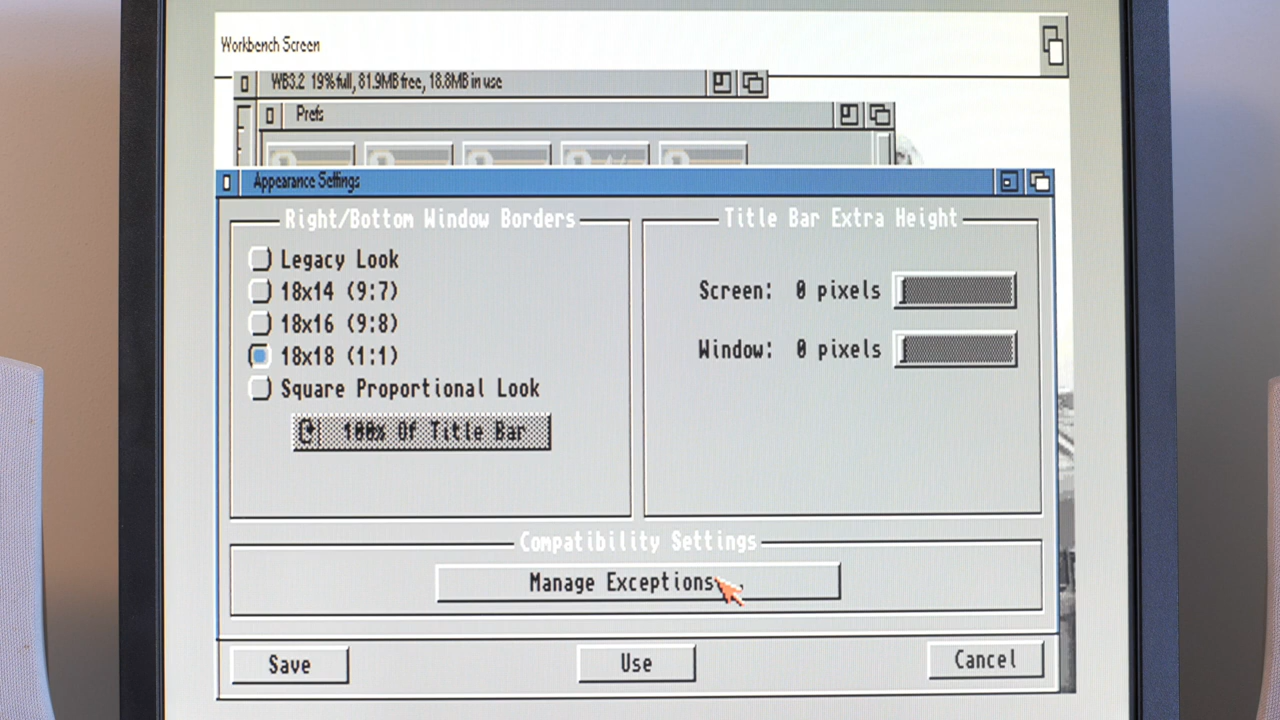 Workbench Screen
WB3.2 19% full, 81.9MB free, 18.8MB in use
Prefs
Appearance Settings
Right/Bottom Window Borders
Legacy Look
18x14 (9:7)
18x16 (9:8)
18x18 (1:1)
Square Proportional Look
100% Of Title Bar
Title Bar Extra Height
Screen: 0 pixels
Window: 0 pixels
Compatibility Settings
Manage Exceptions...
Save
Use
Cancel